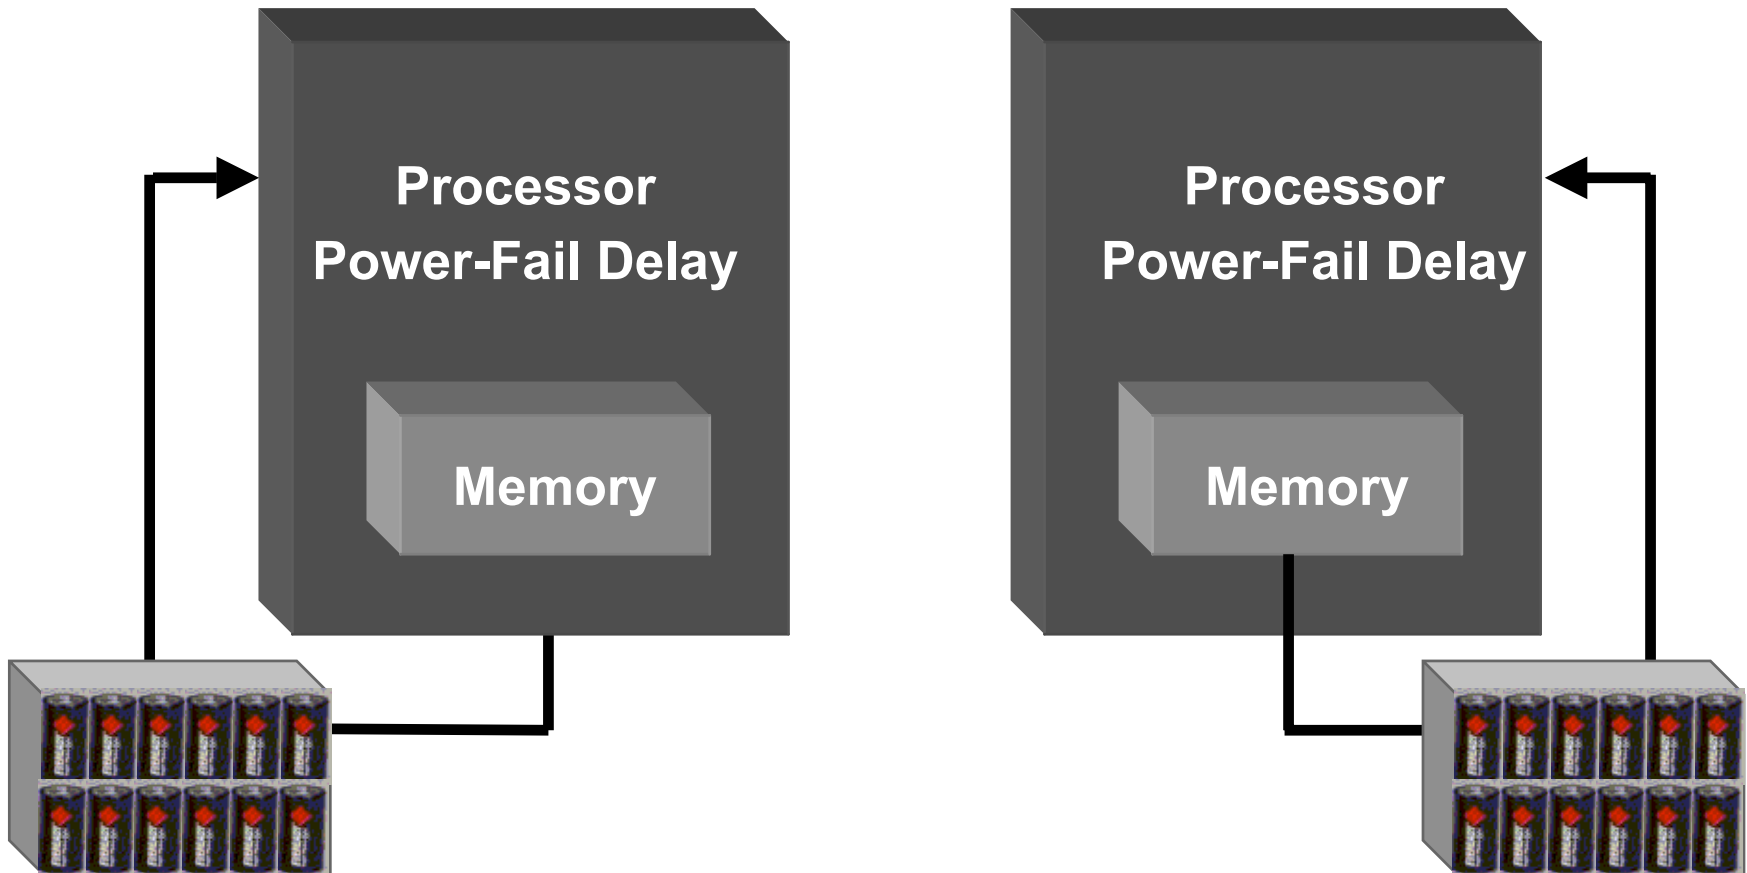 Processor
Power-Fail Delay
Memory
Processor
Power-Fail Delay
Memory